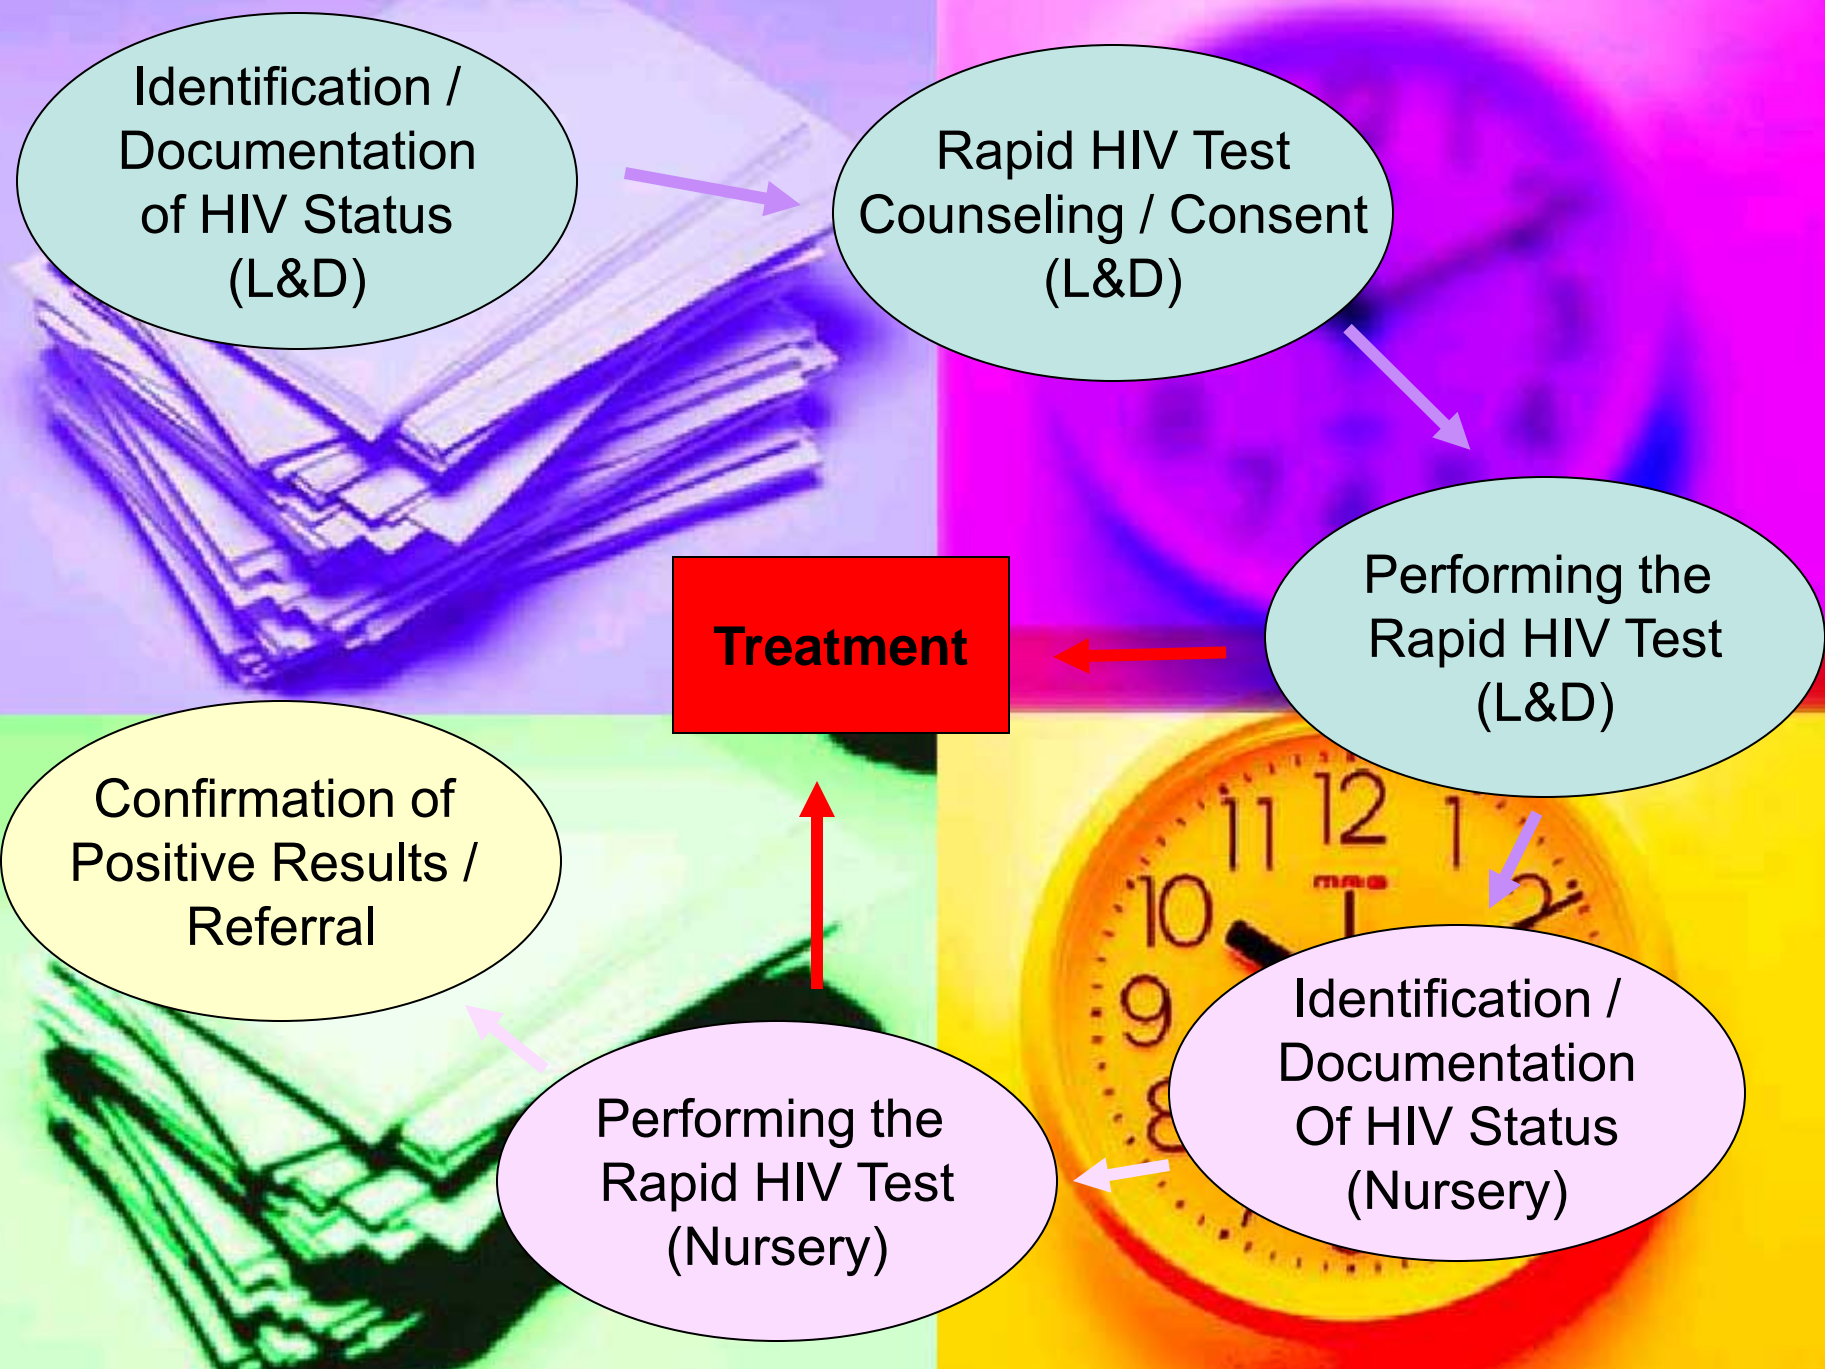 Identification /
Documentation
of HIV Status
(L&D)
Rapid HIV Test
Counseling / Consent
(L&D)
Performing the
Rapid HIV Test
(L&D)
Treatment
Confirmation of
Positive Results /
Referral
Identification /
Documentation
Of HIV Status
(Nursery)
Performing the
Rapid HIV Test
(Nursery)
11 12 1
10 2
9
8